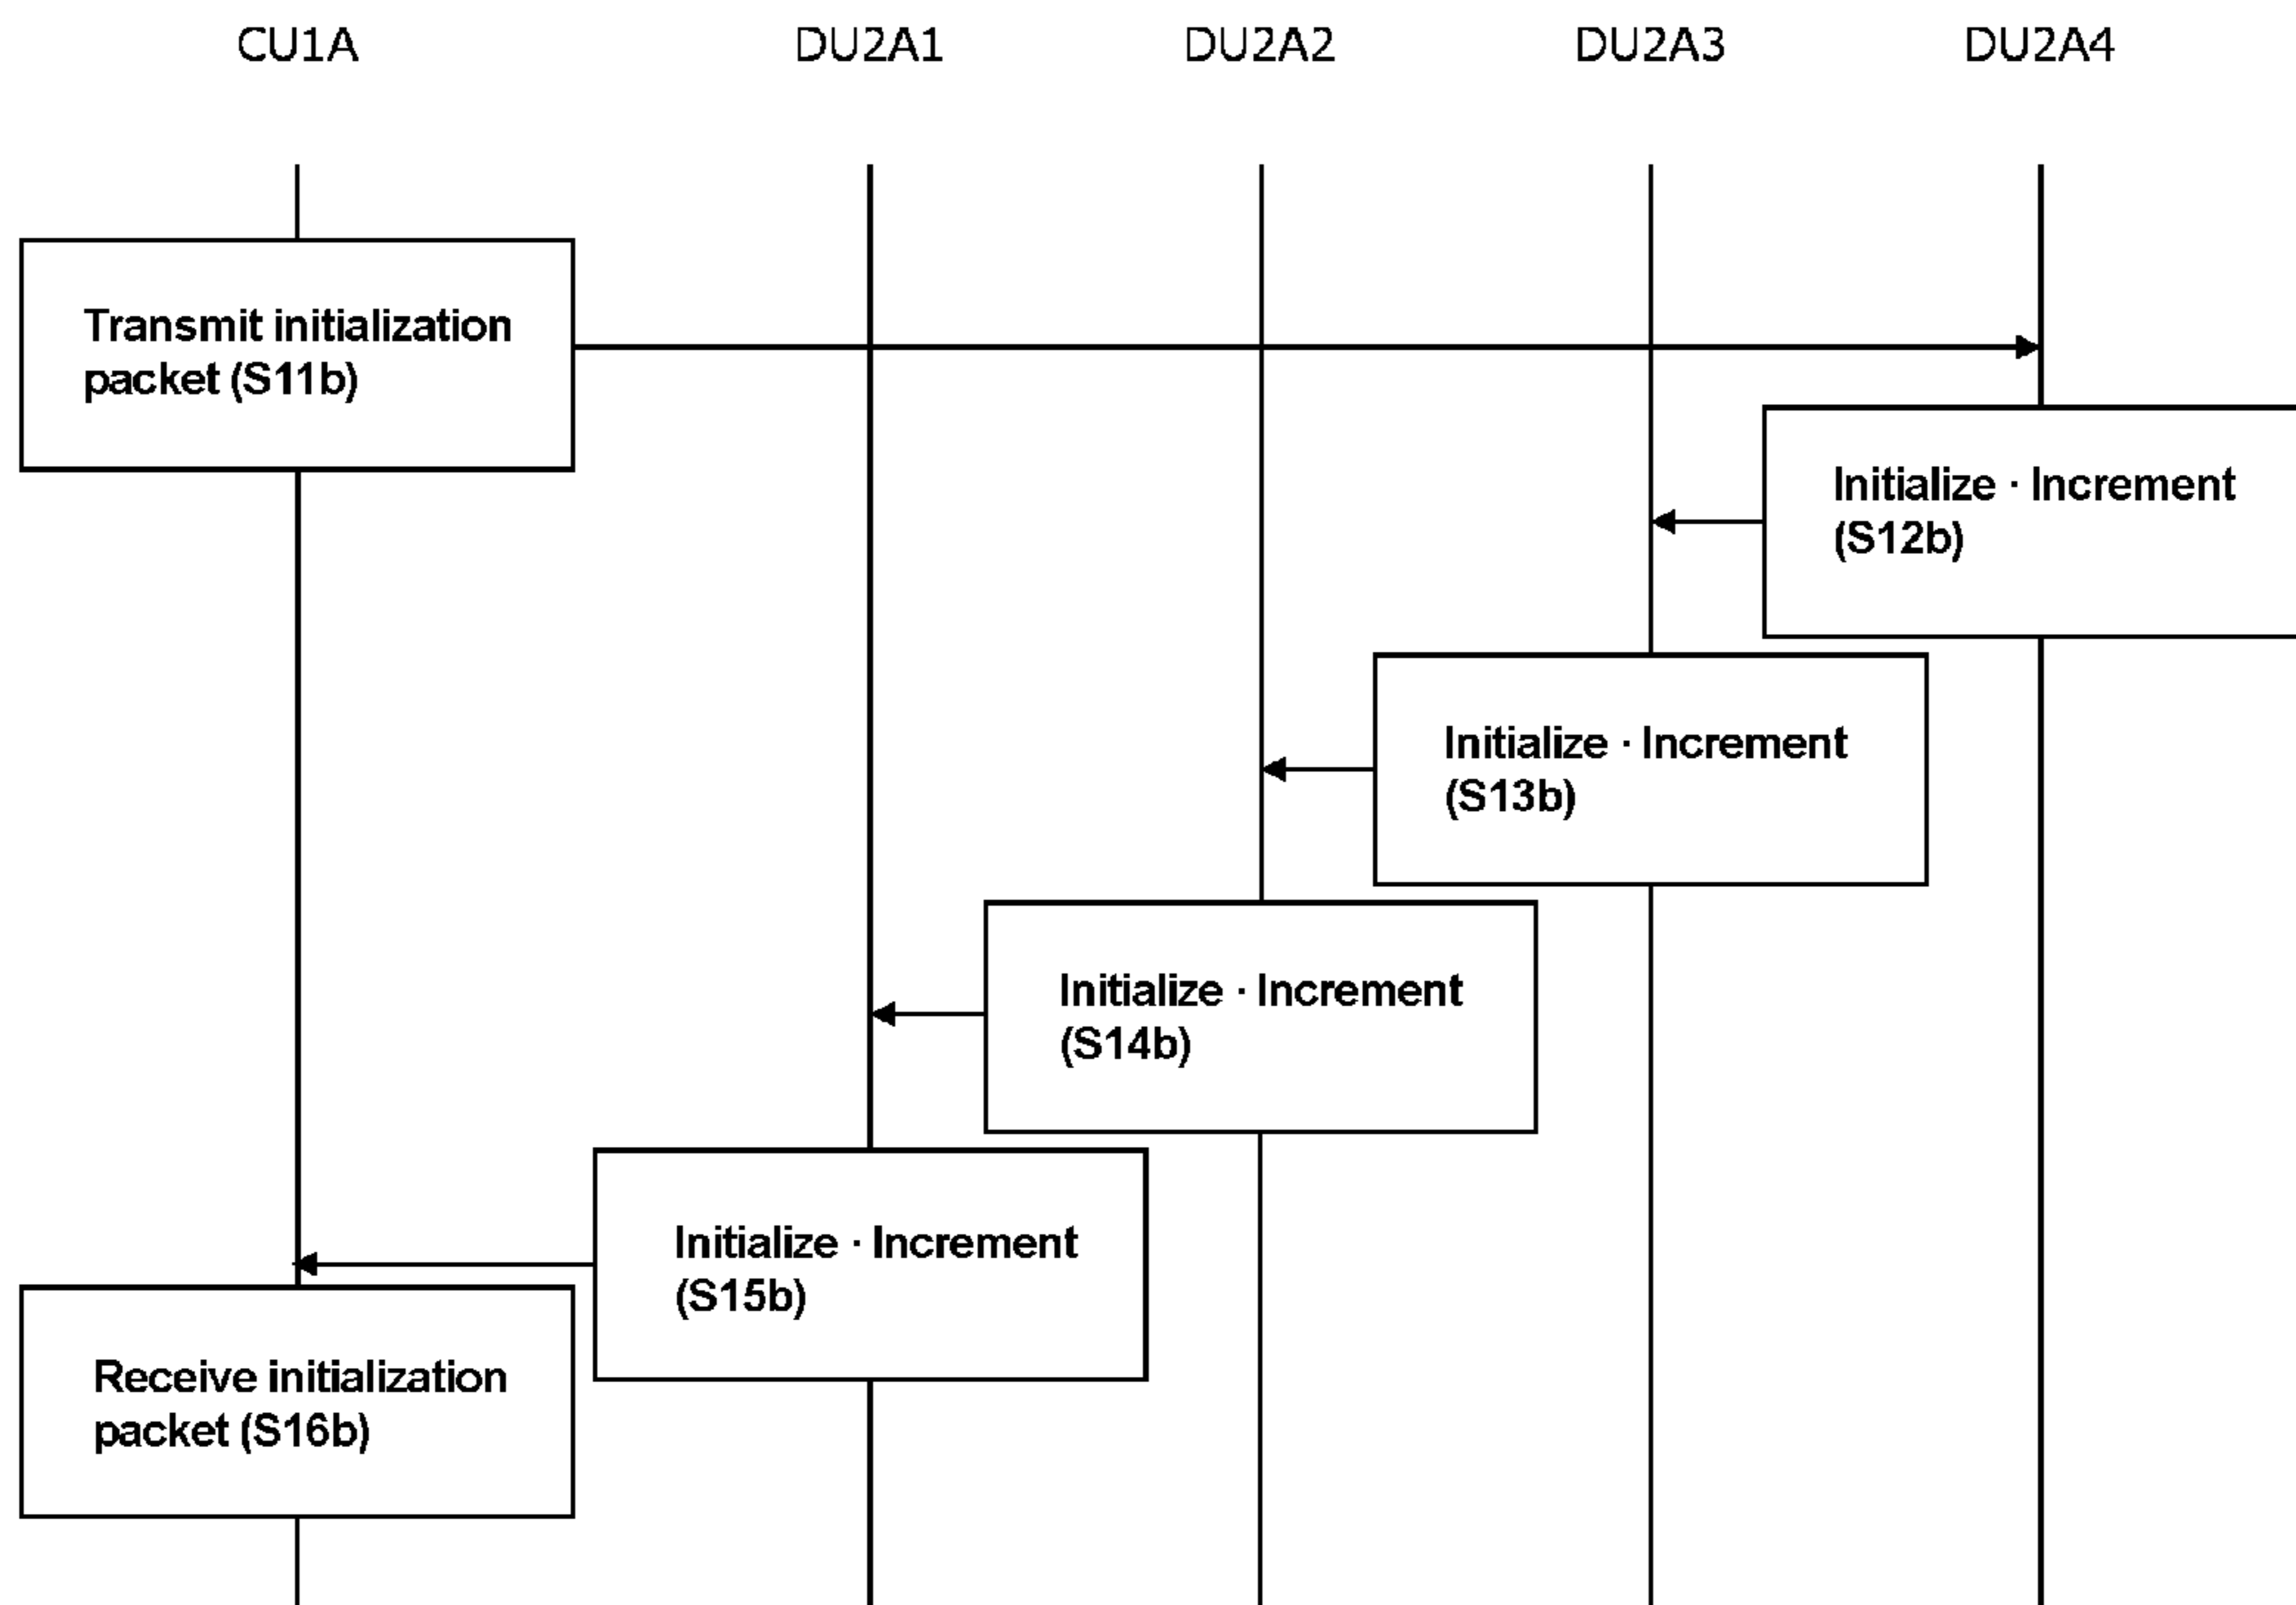 CU1A DU2A1 DU2A2 DU2A3 DU2A4
Transmit initialization
packet (S11b)
Initialize · Increment
(S12b)
Initialize · Increment
(S13b)
Initialize · Increment
(S14b)
Initialize · Increment
(S15b)
Receive initialization
packet (S16b)